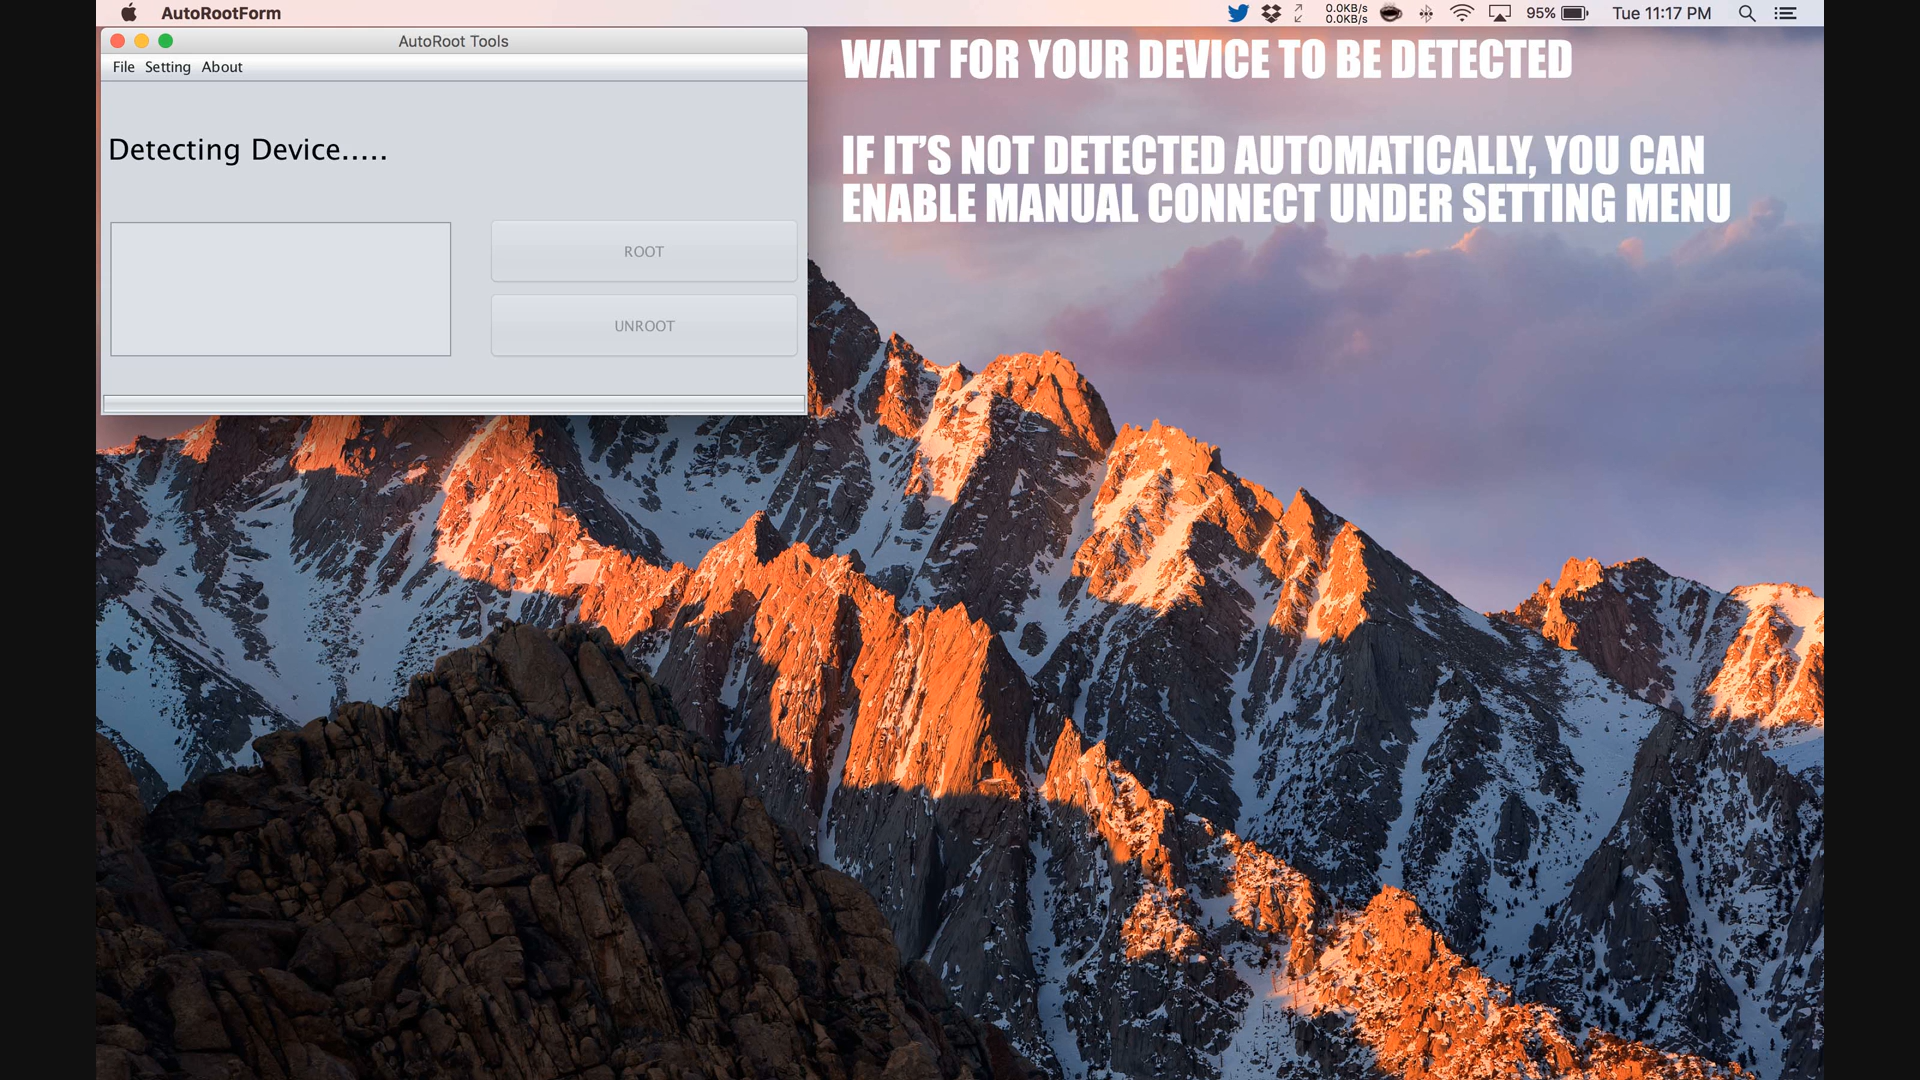 AutoRootForm
0.0KB/s
0.0KB/s
95%
Tue 11:17 PM
AutoRoot Tools
File Setting About
Detecting Device.....
ROOT
UNROOT
WAIT FOR YOUR DEVICE TO BE DETECTED
IF IT'S NOT DETECTED AUTOMATICALLY, YOU CAN
ENABLE MANUAL CONNECT UNDER SETTING MENU